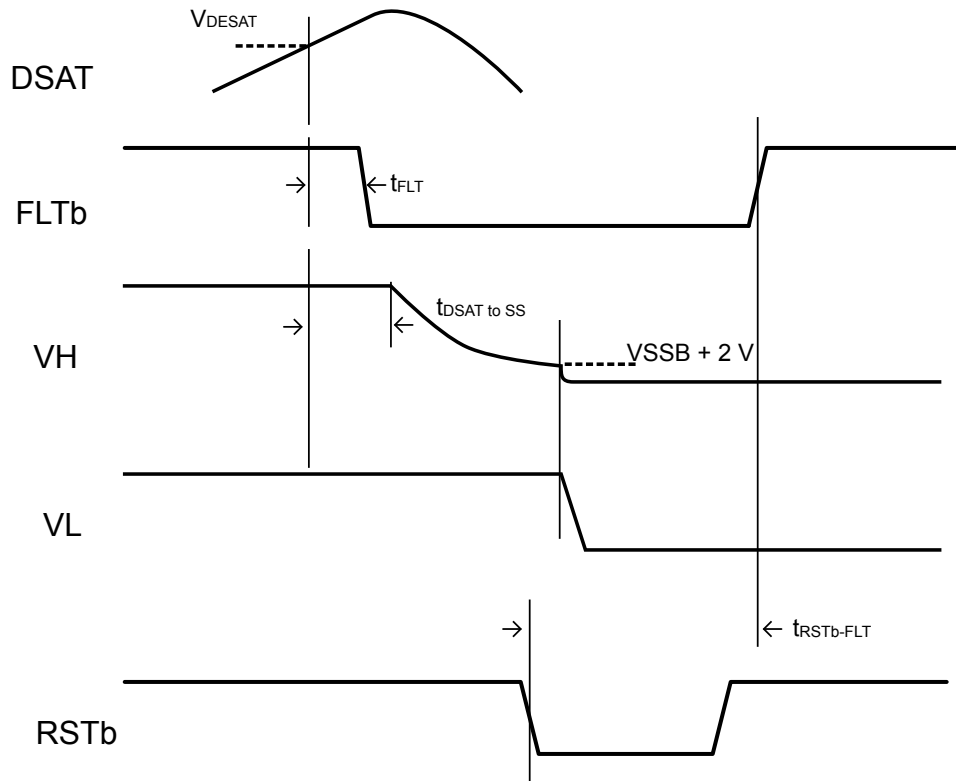 VDESAT
DSAT
tFLT
FLTb
tDSAT to SS
VH
VSSB + 2 V
VL
tRSTb-FLT
RSTb